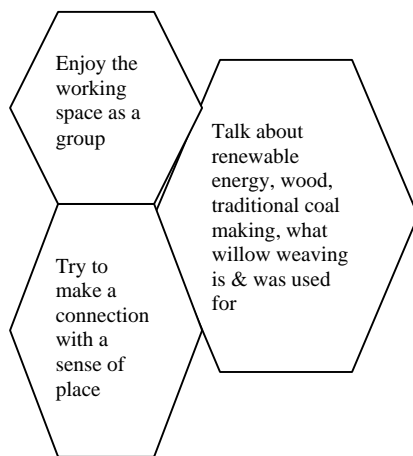 Enjoy the
working
space as a
group
Talk about
renewable
energy, wood,
traditional coal
making, what
willow weaving
is & was used
for
Try to
make a
connection
with a
sense of
place